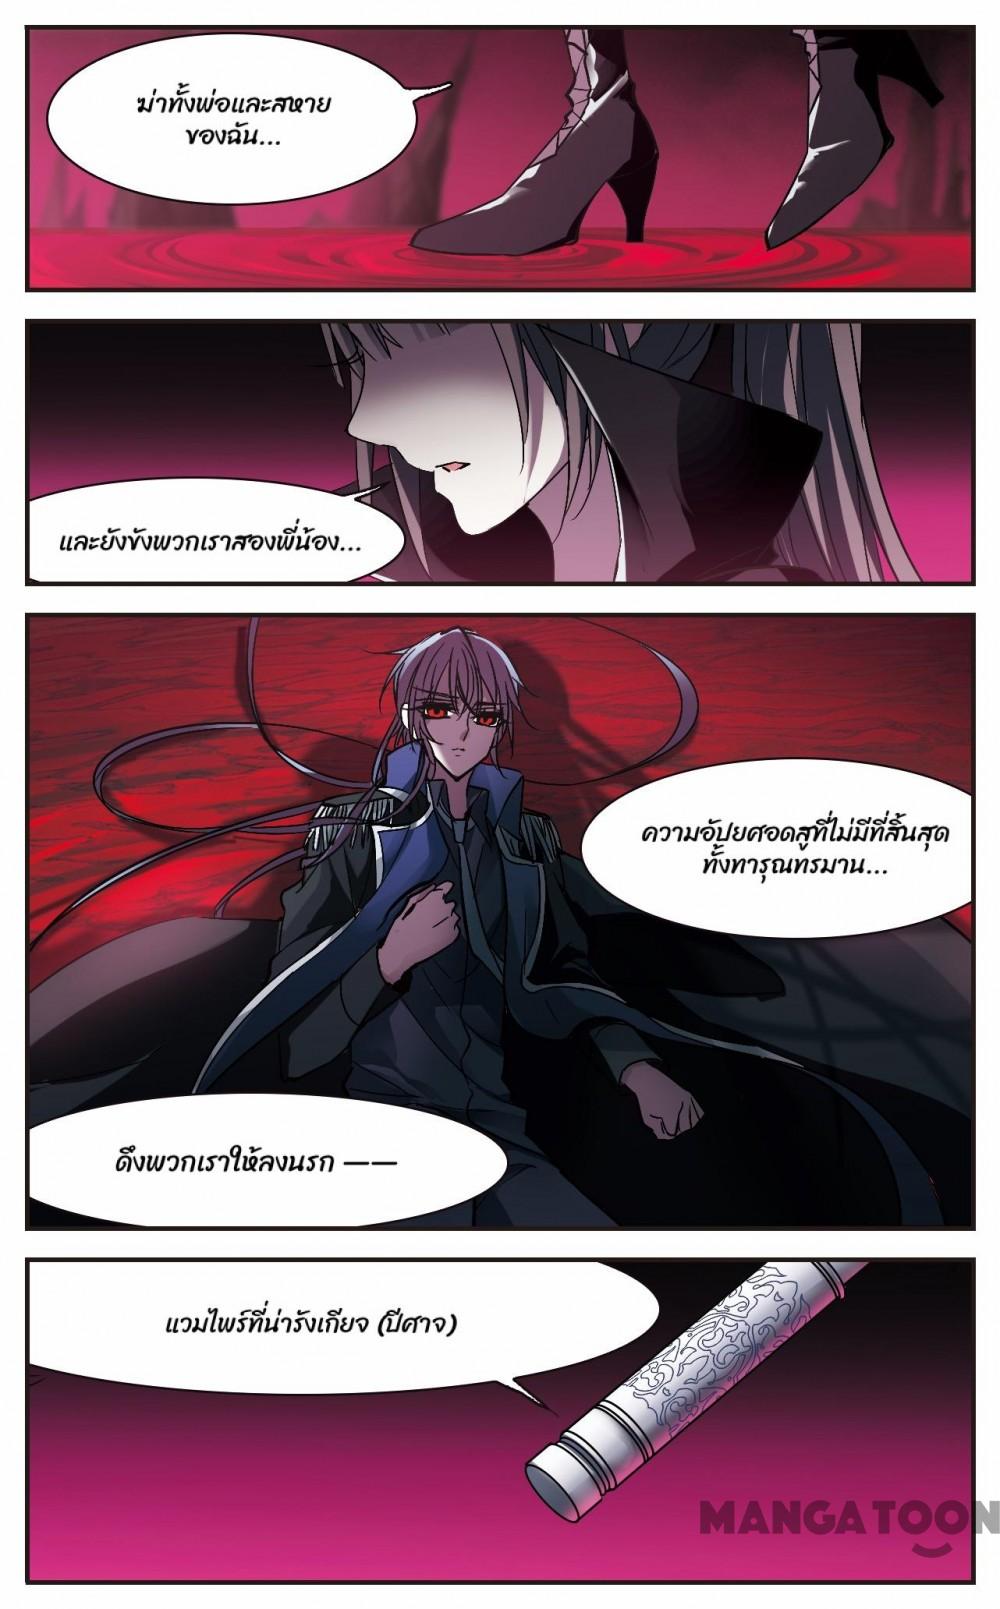 ฆ่าทั้งพ่อและสหาย
ของฉัน...
และยังขังพวกเราสองพี่น้อง...
ความอัปยศอดสูที่ไม่มีที่สิ้นสุด
ทั้งทารุณทรมาน...
ดึงพวกเราให้ลงนรก ——
แวมไพร์ที่น่ารังเกียจ (ปีศาจ)
MANGATOON